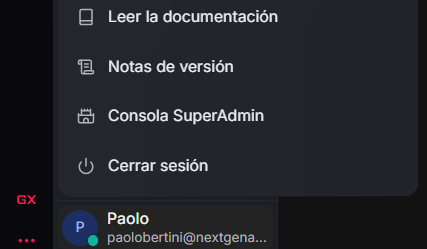 Leer la documentación
Notas de versión
Consola SuperAdmin
Cerrar sesión
GX
P
Paolo
paolobertini@nextgena...